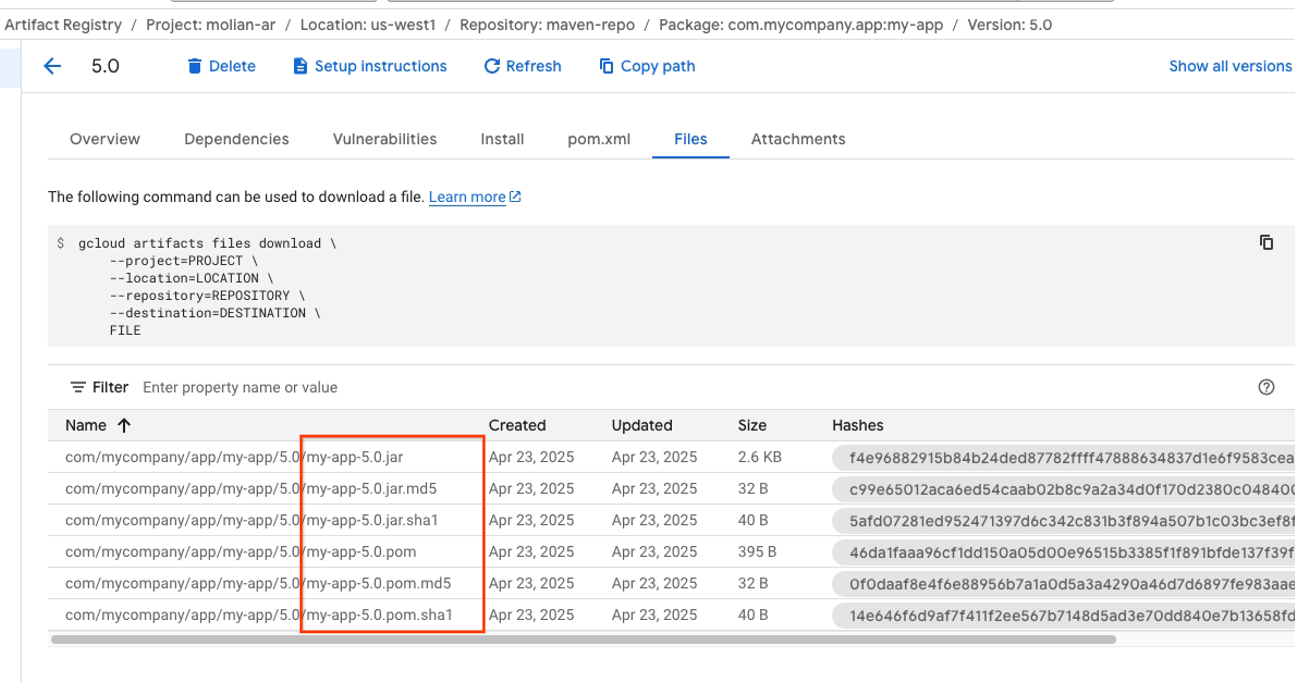 Artifact Registry / Project: molian-ar / Location: us-west1 / Repository: maven-repo / Package: com.mycompany.app:my-app / Version: 5.0
5.0 Delete Setup instructions Refresh Copy path Show all versions
Overview Dependencies Vulnerabilities Install pom.xml Files Attachments
The following command can be used to download a file. Learn more
$ gcloud artifacts files download \
--project=PROJECT \
--location=LOCATION \
--repository=REPOSITORY \
--destination=DESTINATION \
FILE
Filter Enter property name or value
Name Created Updated Size Hashes
com/mycompany/app/my-app/5.0/my-app-5.0.jar Apr 23, 2025 Apr 23, 2025 2.6 KB f4e96882915b84b24ded87782ffff47888634837d1e6f9583cea
com/mycompany/app/my-app/5.0/my-app-5.0.jar.md5 Apr 23, 2025 Apr 23, 2025 32 B c99e65012aca6ed54caab02b8c9a2a34d0f170d2380c048400
com/mycompany/app/my-app/5.0/my-app-5.0.jar.sha1 Apr 23, 2025 Apr 23, 2025 40 B 5afd07281ed952471397d6c342c831b3f894a507b1c03bc3ef8f
com/mycompany/app/my-app/5.0/my-app-5.0.pom Apr 23, 2025 Apr 23, 2025 395 B 46da1faaa96cf1dd150a05d00e96515b3385f1f891bfde137f39f
com/mycompany/app/my-app/5.0/my-app-5.0.pom.md5 Apr 23, 2025 Apr 23, 2025 32 B 0f0daaf8e4f6e88956b7a1a0d5a3a4290a46d7d6897fe983aae
com/mycompany/app/my-app/5.0/my-app-5.0.pom.sha1 Apr 23, 2025 Apr 23, 2025 40 B 14e646f6d9af7f411f2ee567b7148d5ad3e70dd840e7b13658fd